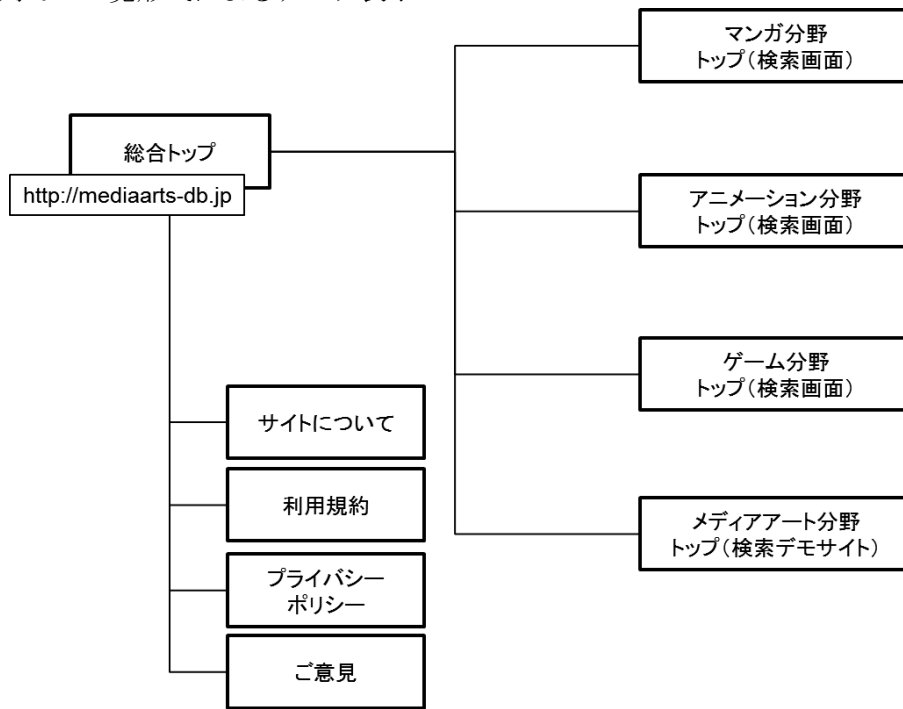 マンガ分野
トップ（検索画面）
総合トップ
http://mediaarts-db.jp
アニメーション分野
トップ（検索画面）
ゲーム分野
トップ（検索画面）
サイトについて
利用規約
メディアアート分野
トップ（検索デモサイト）
プライバシー
ポリシー
ご意見